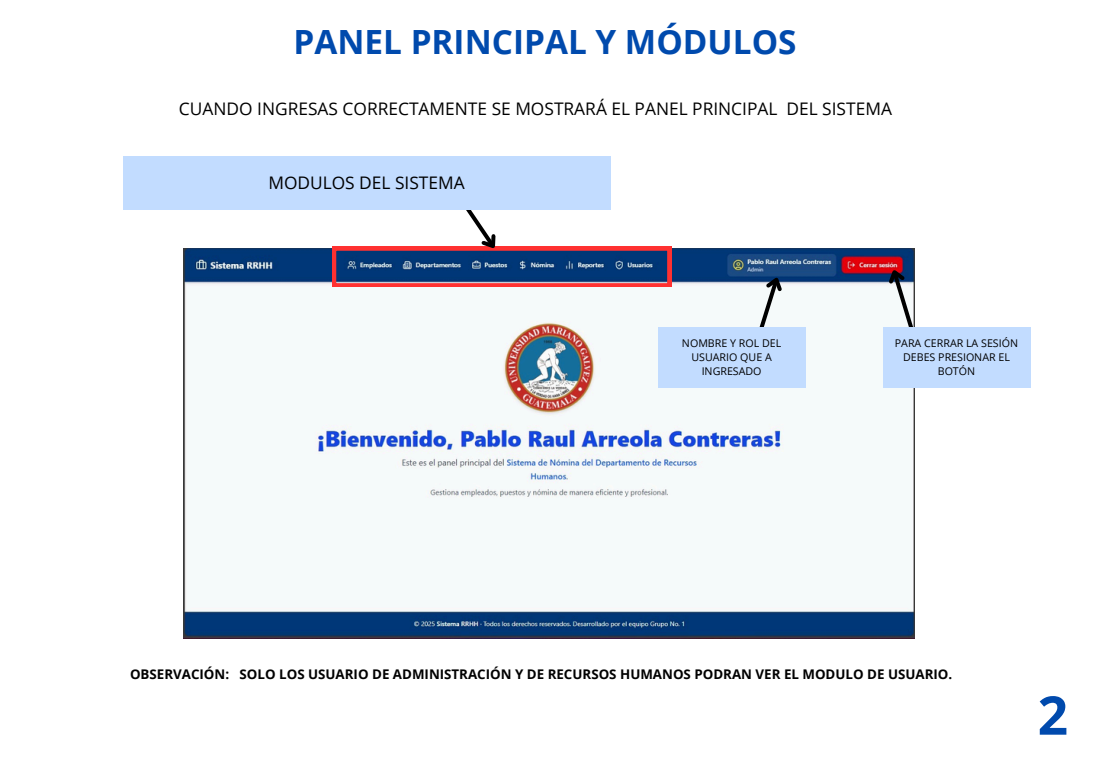 PANEL PRINCIPAL Y MÓDULOS
CUANDO INGRESAS CORRECTAMENTE SE MOSTRARÁ EL PANEL PRINCIPAL DEL SISTEMA
MODULOS DEL SISTEMA
Sistema RRHH
Empleados
Departamentos
Puestos
Nómina
Reportes
Usuarios
Pablo Raul Arreola Contreras
Admin
Cerrar sesión
NOMBRE Y ROL DEL
USUARIO QUE A
INGRESADO
PARA CERRAR LA SESIÓN
DEBES PRESIONAR EL
BOTÓN
UNIVERSIDAD MARIANO GALVEZ
GUATEMALA
¡Bienvenido, Pablo Raul Arreola Contreras!
Este es el panel principal del Sistema de Nómina del Departamento de Recursos
Humanos.
Gestiona empleados, puestos y nómina de manera eficiente y profesional.
© 2025 Sistema RRHH - Todos los derechos reservados. Desarrollado por el equipo Grupo No. 1
OBSERVACIÓN: SOLO LOS USUARIO DE ADMINISTRACIÓN Y DE RECURSOS HUMANOS PODRAN VER EL MODULO DE USUARIO.
2